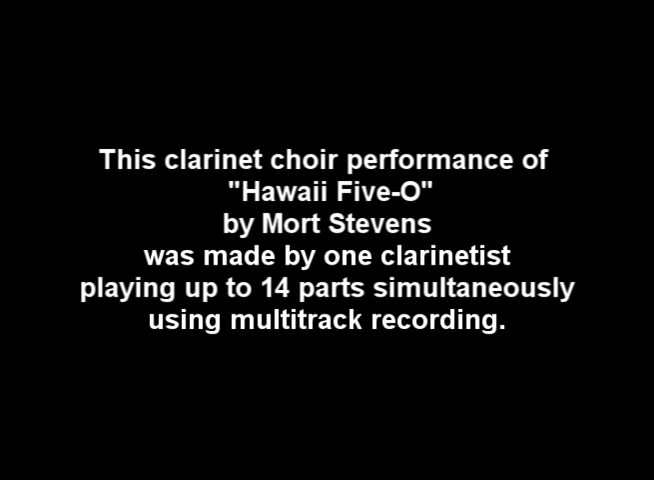 This clarinet choir performance of
"Hawaii Five-O"
by Mort Stevens
was made by one clarinetist
playing up to 14 parts simultaneously
using multitrack recording.